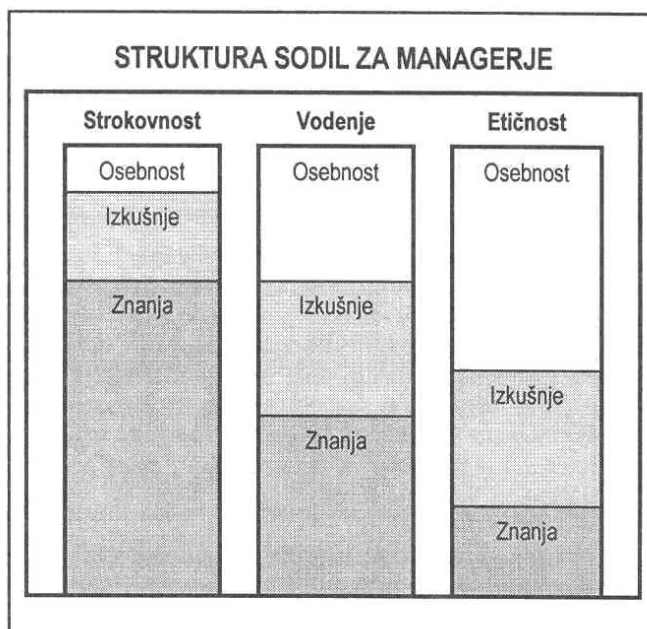 STRUKTURA SODIL ZA MANAGERJE
Strokovnost
Osebnost
Izkušnje
Znanja
Vodenje
Osebnost
Izkušnje
Znanja
Etičnost
Osebnost
Izkušnje
Znanja